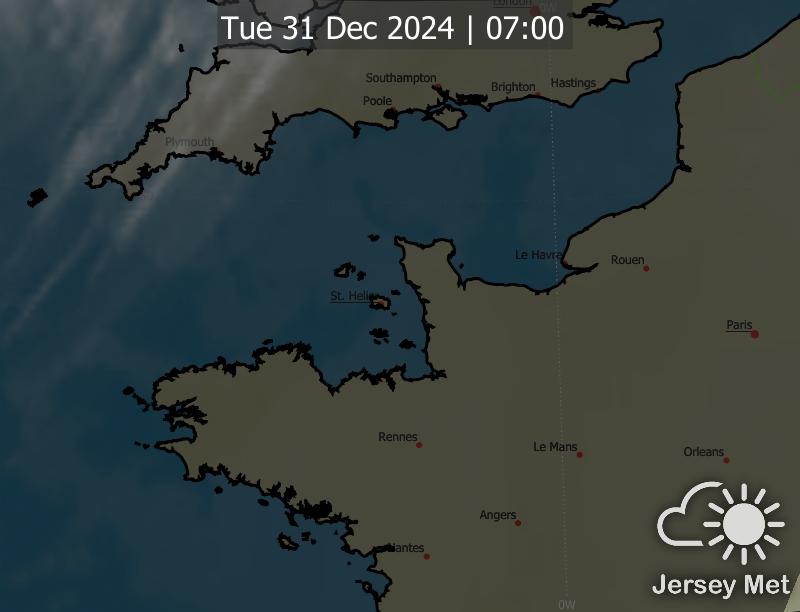 London
0W
Tue 31 Dec 2024 | 07:00
Southampton
Brighton
Hastings
Poole
Plymouth
Le Havre
Rouen
St. Helier
Paris
Rennes
Le Mans
Orleans
Angers
Nantes
Jersey Met
0W